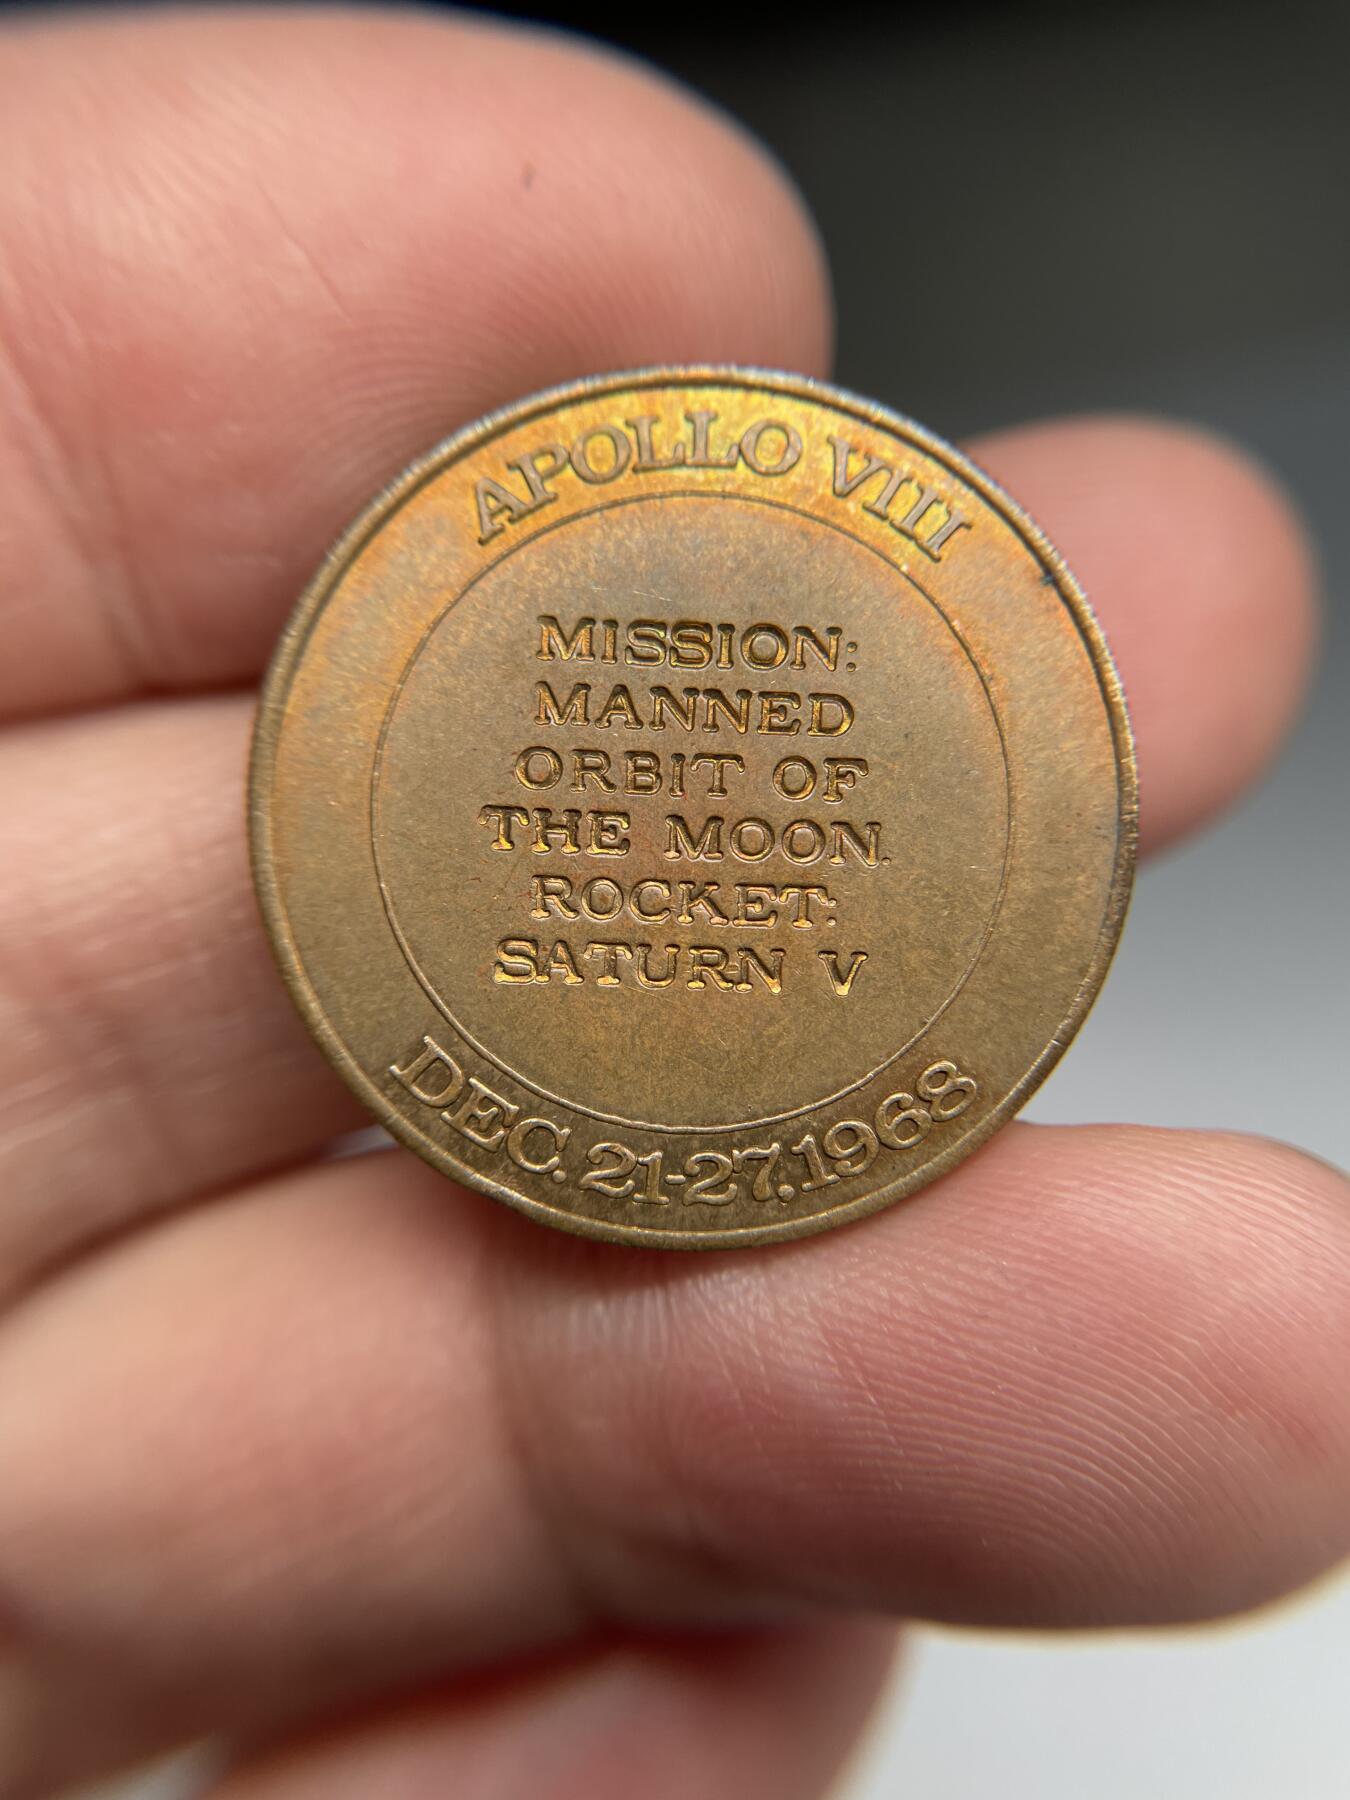 APOLLO VIII
MISSION:
MANNED
ORBIT OF
THE MOON.
ROCKET:
SATURN V
DEC. 21-27, 1968